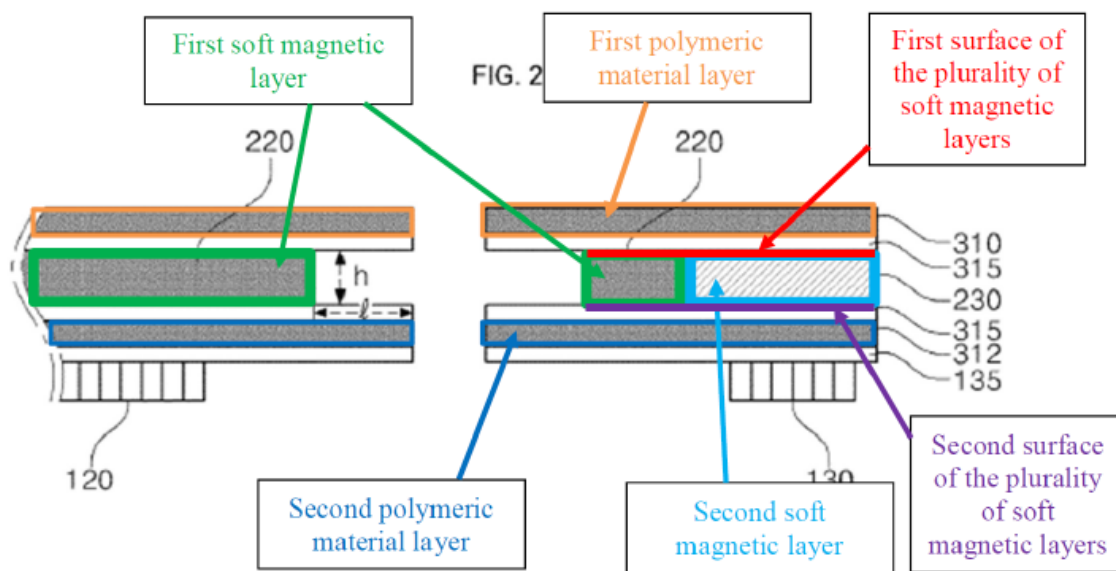 First soft magnetic
layer
FIG. 2
First polymeric
material layer
First surface of
the plurality of
soft magnetic
layers
220
220
310
315
h
230
ℓ
315
312
135
120
130
Second polymeric
material layer
Second soft
magnetic layer
Second surface
of the plurality
of soft
magnetic layers